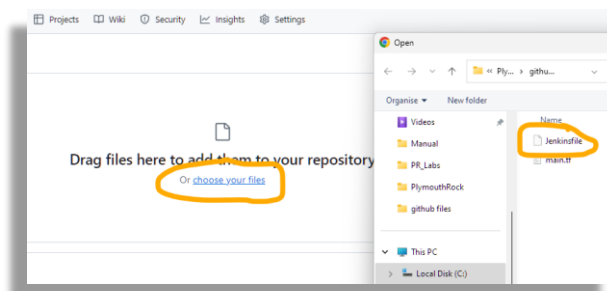 Projects Wiki Security Insights Settings
Drag files here to add them to your repository
Or choose your files
Open
« Ply... › githu...
Organise New folder
Videos
Manual
PR_Labs
PlymouthRock
github files
This PC
Local Disk (C:)
Name
Jenkinsfile
main.tf